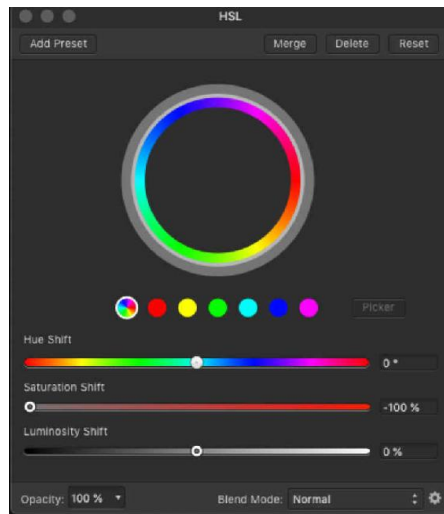 HSL
Add Preset Merge Delete Reset
Picker
Hue Shift
0 °
Saturation Shift
-100 %
Luminosity Shift
0 %
Opacity: 100 % Blend Mode: Normal